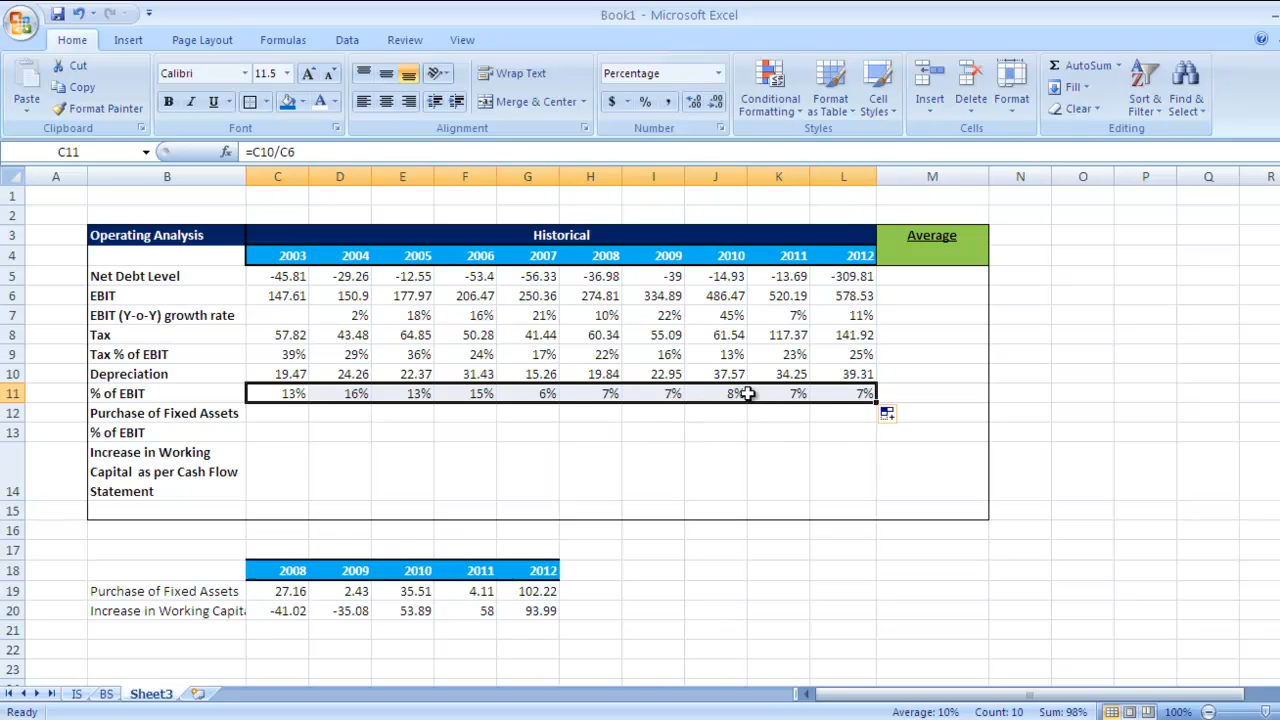 Book1 - Microsoft Excel
Home Insert Page Layout Formulas Data Review View
Paste
Cut
Copy
Format Painter
Clipboard
Calibri 11.5
B I U
Font
Wrap Text
Merge & Center
Alignment
Percentage
$ % ,
Number
Conditional Formatting
Format as Table
Cell Styles
Styles
Insert
Delete
Format
Cells
Σ AutoSum
Fill
Clear
Sort & Filter
Find & Select
Editing
C11 fx =C10/C6
A B C D E F G H I J K L M N O P Q R
1
2
3 Operating Analysis Historical Average
4 2003 2004 2005 2006 2007 2008 2009 2010 2011 2012
5 Net Debt Level -45.81 -29.26 -12.55 -53.4 -56.33 -36.98 -39 -14.93 -13.69 -309.81
6 EBIT 147.61 150.9 177.97 206.47 250.36 274.81 334.89 486.47 520.19 578.53
7 EBIT (Y-o-Y) growth rate 2% 18% 16% 21% 10% 22% 45% 7% 11%
8 Tax 57.82 43.48 64.85 50.28 41.44 60.34 55.09 61.54 117.37 141.92
9 Tax % of EBIT 39% 29% 36% 24% 17% 22% 16% 13% 23% 25%
10 Depreciation 19.47 24.26 22.37 31.43 15.26 19.84 22.95 37.57 34.25 39.31
11 % of EBIT 13% 16% 13% 15% 6% 7% 7% 8% 7% 7%
12 Purchase of Fixed Assets
13 % of EBIT
Increase in Working
Capital as per Cash Flow
14 Statement
15
16
17
18 2008 2009 2010 2011 2012
19 Purchase of Fixed Assets 27.16 2.43 35.51 4.11 102.22
20 Increase in Working Capita -41.02 -35.08 53.89 58 93.99
21
22
23
IS BS Sheet3
Ready Average: 10% Count: 10 Sum: 98% 100%